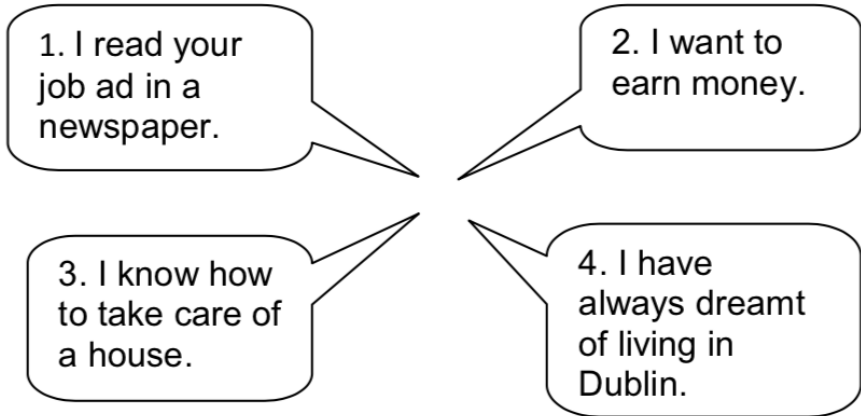 1. I read your
job ad in a
newspaper.
2. I want to
earn money.
3. I know how
to take care of
a house.
4. I have
always dreamt
of living in
Dublin.